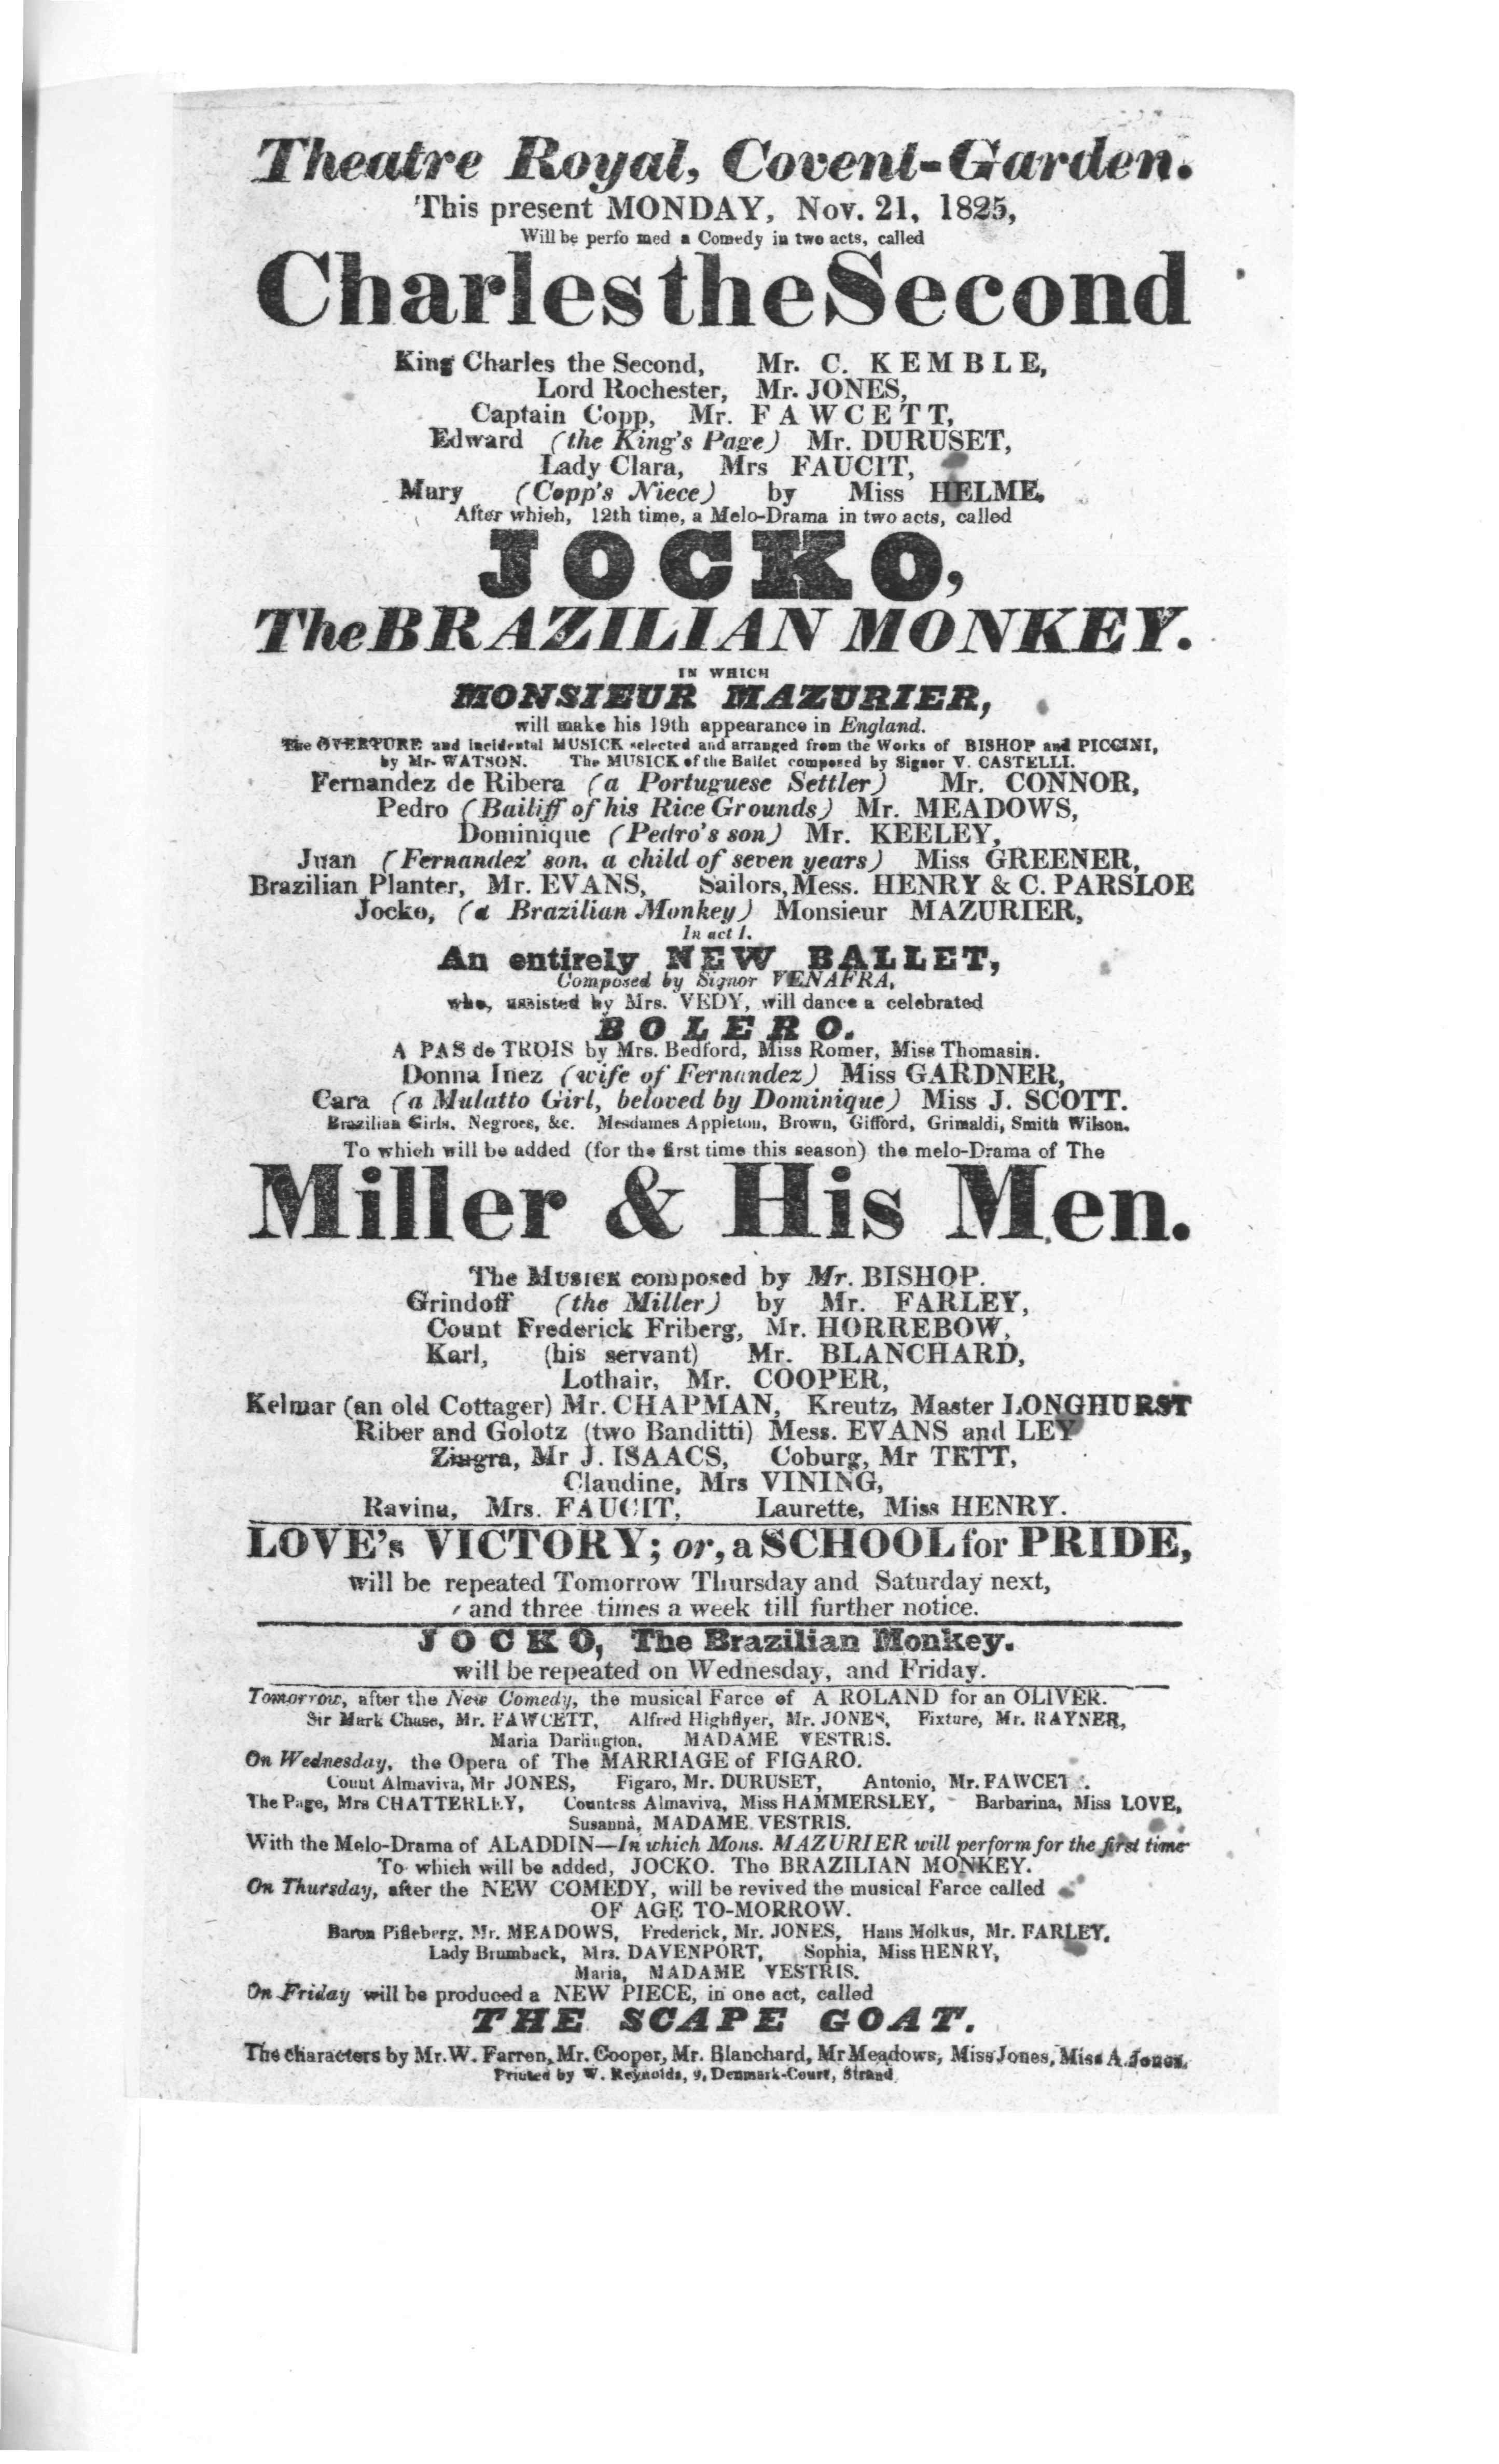 Theatre Royal, Covent-Garden.
This present MONDAY, Nov. 21, 1825,
Will be perfo med a Comedy in two acts, called
Charles the Second
King Charles the Second, Mr. C. KEMBLE,
Lord Rochester, Mr. JONES,
Captain Copp, Mr. FAWCETT,
Edward (the King's Page) Mr. DURUSET,
Lady Clara, Mrs FAUCIT,
Mary (Copp's Niece) by Miss HELME.
After which, 12th time, a Melo-Drama in two acts, called
JOCKO,
The BRAZILIAN MONKEY.
IN WHICH
MONSIEUR MAZURIER,
will make his 19th appearance in England.
The OVERTURE and Incidental MUSICK selected and arranged from the Works of BISHOP and PICCINI,
by Mr. WATSON. The MUSICK of the Ballet composed by Signor V. CASTELLI.
Fernandez de Ribera (a Portuguese Settler) Mr. CONNOR,
Pedro (Bailiff of his Rice Grounds) Mr. MEADOWS,
Dominique (Pedro's son) Mr. KEELEY,
Juan (Fernandez' son, a child of seven years) Miss GREENER,
Brazilian Planter, Mr. EVANS, Sailors, Mess. HENRY & C. PARSLOE
Jocko, (a Brazilian Monkey) Monsieur MAZURIER,
In act 1.
An entirely NEW BALLET,
Composed by Signor VENAFRA,
who, assisted by Mrs. VEDY, will dance a celebrated
BOLERO.
A PAS de TROIS by Mrs. Bedford, Miss Romer, Miss Thomasin.
Donna Inez (wife of Fernandez) Miss GARDNER,
Cara (a Mulatto Girl, beloved by Dominique) Miss J. SCOTT.
Brazilian Girls, Negroes, &c. Mesdames Appleton, Brown, Gifford, Grimaldi, Smith Wilson.
To which will be added (for the first time this season) the melo-Drama of The
Miller & His Men.
The MUSICK composed by Mr. BISHOP.
Grindoff (the Miller) by Mr. FARLEY,
Count Frederick Friberg, Mr. HORREBOW,
Karl, (his servant) Mr. BLANCHARD,
Lothair, Mr. COOPER,
Kelmar (an old Cottager) Mr. CHAPMAN, Kreutz, Master LONGHURST
Riber and Golotz (two Banditti) Mess. EVANS and LEY
Zingra, Mr J. ISAACS, Coburg, Mr TETT,
Claudine, Mrs VINING,
Ravina, Mrs. FAUCIT, Laurette, Miss HENRY.
LOVE's VICTORY; or, a SCHOOL for PRIDE,
will be repeated Tomorrow Thursday and Saturday next,
and three times a week till further notice.
JOCKO, The Brazilian Monkey.
will be repeated on Wednesday, and Friday.
Tomorrow, after the New Comedy, the musical Farce of A ROLAND for an OLIVER.
Sir Mark Chase, Mr. FAWCETT, Alfred Highflyer, Mr. JONES, Fixture, Mr. RAYNER,
Maria Darlington, MADAME VESTRIS.
On Wednesday, the Opera of The MARRIAGE of FIGARO.
Count Almaviva, Mr JONES, Figaro, Mr. DURUSET, Antonio, Mr. FAWCET .
The Page, Mrs CHATTERLEY, Countess Almaviva, Miss HAMMERSLEY, Barbarina, Miss LOVE,
Susanna, MADAME VESTRIS.
With the Melo-Drama of ALADDIN—In which Mons. MAZURIER will perform for the first time
To which will be added, JOCKO. The BRAZILIAN MONKEY.
On Thursday, after the NEW COMEDY, will be revived the musical Farce called
OF AGE TO-MORROW.
Baron Pifleberg, Mr. MEADOWS, Frederick, Mr. JONES, Hans Molkus, Mr. FARLEY,
Lady Brumback, Mrs. DAVENPORT, Sophia, Miss HENRY,
Maria, MADAME VESTRIS.
On Friday will be produced a NEW PIECE, in one act, called
THE SCAPE GOAT.
The characters by Mr. W. Farren, Mr. Cooper, Mr. Blanchard, Mr Meadows, Miss Jones, Miss A. Jones.
Printed by W. Reynolds, 9, Denmark-Court, Strand